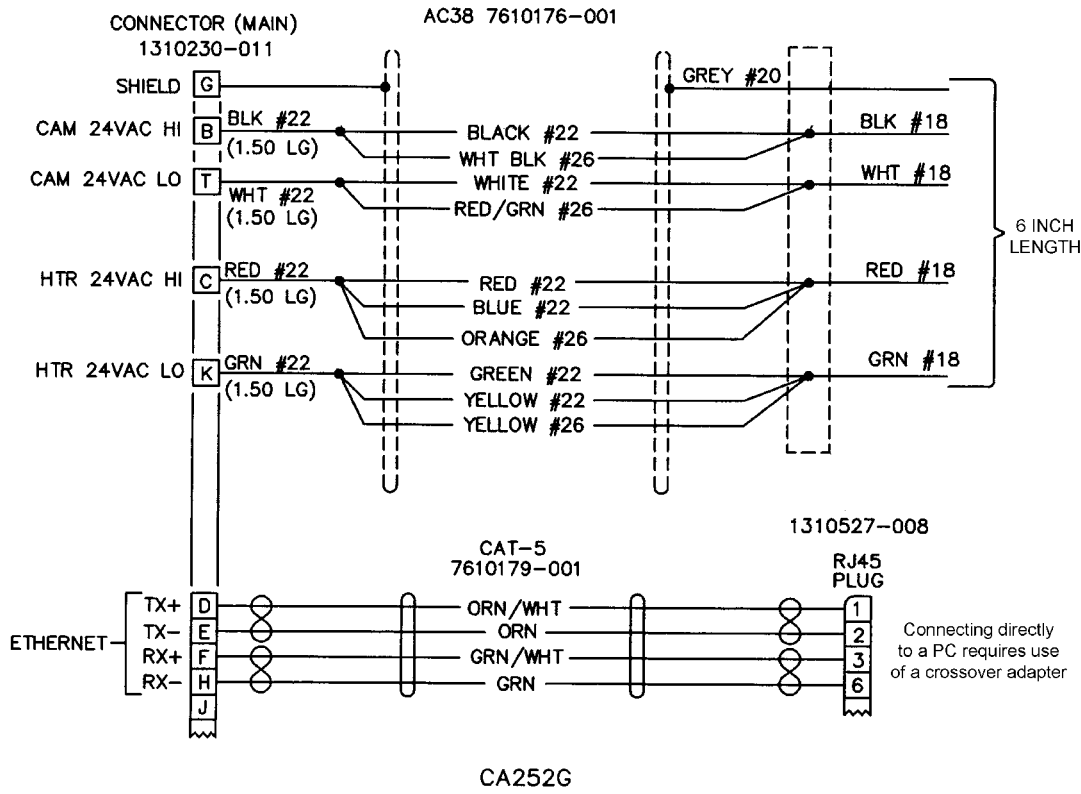 AC38 7610176-001
CONNECTOR (MAIN)
1310230-011
SHIELD G
GREY #20
CAM 24VAC HI B BLK #22
(1.50 LG)
BLACK #22
BLK #18
WHT BLK #26
CAM 24VAC LO T WHT #22
(1.50 LG)
WHITE #22
WHT #18
RED/GRN #26
6 INCH
LENGTH
HTR 24VAC HI C RED #22
(1.50 LG)
RED #22
RED #18
BLUE #22
ORANGE #26
HTR 24VAC LO K GRN #22
(1.50 LG)
GREEN #22
GRN #18
YELLOW #22
YELLOW #26
1310527-008
CAT-5
7610179-001
RJ45
PLUG
ETHERNET
TX+ D ORN/WHT 1
TX- E ORN 2
RX+ F GRN/WHT 3
RX- H GRN 6
J
Connecting directly
to a PC requires use
of a crossover adapter
CA252G